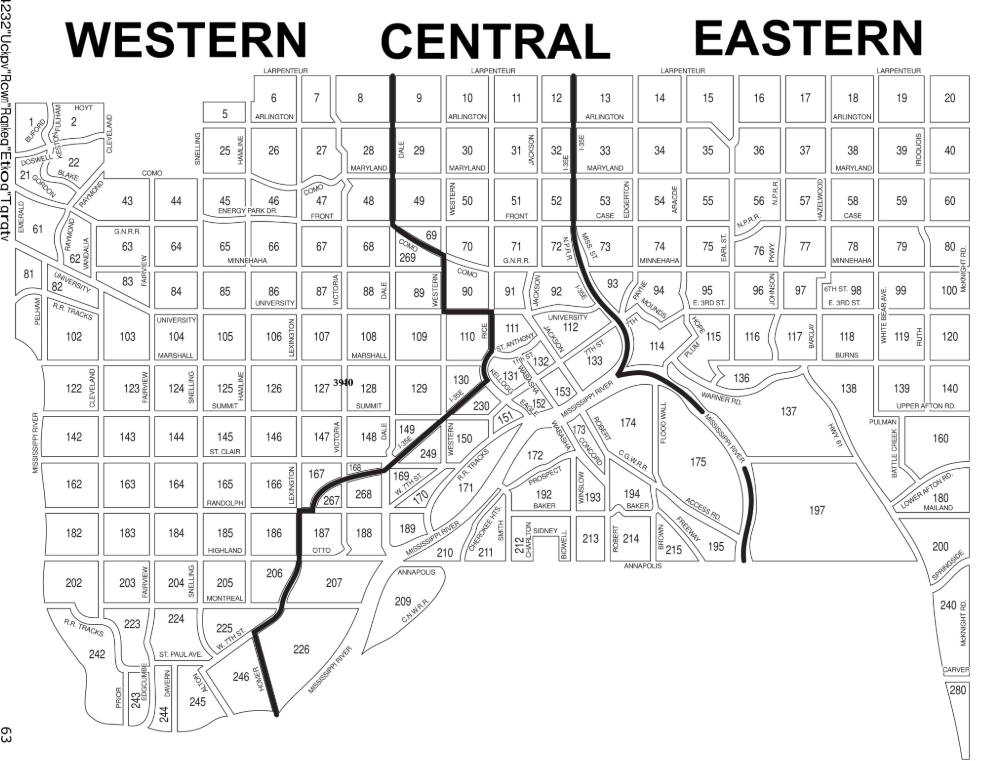 WESTERN CENTRAL EASTERN
LARPENTEUR LARPENTEUR LARPENTEUR LARPENTEUR
5 6 7 8 9 10 11 12 13 14 15 16 17 18 19 20
ARLINGTON ARLINGTON ARLINGTON ARLINGTON
1 2 HOYT BUFORD KESTON FULHAM CLEVELAND
SNELLING 25 HAMLINE 26 27 28 DALE 29 30 31 JACKSON 32 I-35E I-35E 33 34 35 36 37 38 39 IROQUOIS 40
MARYLAND MARYLAND MARYLAND MARYLAND
DOSWELL 22 21 GORDON BLAKE RAYMOND COMO
43 44 45 46 COMO 47 48 49 WESTERN 50 51 52 53 EDGERTON 54 ARACDE 55 56 N.P.R.R. 57 HAZELWOOD 58 59 60
ENERGY PARK DR. FRONT FRONT CASE CASE
EMERALD 61 RAYMOND 62 VANDALIA N.P.R.R.
G.N.R.R. 63 64 65 66 67 68 69 COMO 269 70 71 72 N.P.R.R. MISS. ST. 73 74 75 EARL ST. 76 PKWY. 77 78 79 80
FAIRVIEW MINNEHAHA G.N.R.R. MINNEHAHA MINNEHAHA McKNIGHT RD.
81 82 UNIVERSITY 83 84 85 86 87 VICTORIA 88 DALE 89 WESTERN COMO 90 91 JACKSON 92 I-35E 93 PAYNE 94 95 96 JOHNSON 97 6TH ST. 98 99 100
UNIVERSITY MOUNDS E. 3RD ST. E. 3RD ST.
PELHAM R.R. TRACKS UNIVERSITY UNIVERSITY 7TH HOPE WHITE BEAR AVE.
102 103 104 105 106 LEXINGTON 107 108 109 110 RICE 111 112 JACKSON 114 PLUM 115 116 117 BARCLAY 118 119 RUTH 120
MARSHALL MARSHALL ST. ANTHONY 7TH ST. BURNS
11th ST 132 133
122 CLEVELAND 123 FAIRVIEW 124 SNELLING 125 HAMLINE 126 127 3940 128 129 130 I-35E KELLOGG 131 WABASHA 152 153 MISSISSIPPI RIVER 136 WARNER RD. 137 138 139 140
SUMMIT SUMMIT 230 EAGLE UPPER AFTON RD.
MISSISSIPPI RIVER 142 143 144 145 146 147 VICTORIA 148 DALE 149 I-35E 249 WESTERN 150 151 WABASHA 173 CONCORD ROBERT 174 FLOOD WALL MISSISSIPPI RIVER HWY 61 PULMAN BATTLE CREEK 160
ST. CLAIR 172 C.G.W.R.R. 175
162 163 164 165 166 LEXINGTON 167 168 267 268 169 W. 7TH ST. 170 171 R.R. TRACKS PROSPECT 192 WINSLOW 193 194 ACCESS RD. 197 LOWER AFTON RD. 180
RANDOLPH BAKER BAKER MAILAND
182 183 184 185 186 187 188 189 MISSISSIPPI RIVER CHEROKEE HTS. SMITH 212 CHARLTON SIDNEY BIDWELL 213 ROBERT 214 BROWN FREEWAY 215 195 200
HIGHLAND OTTO 210 211 SPRINGSIDE
ANNAPOLIS ANNAPOLIS
202 203 FAIRVIEW 204 SNELLING 205 206 207 209 C.N.W.R.R.
MONTREAL 240 McKNIGHT RD.
R.R. TRACKS 223 224 225 W. 7TH ST. 226 MISSISSIPPI RIVER
242 ST. PAUL AVE. CARVER
PRIOR 243 EDGCUMBE 244 DAVERN 245 ALTON 246 HOMER 280
63